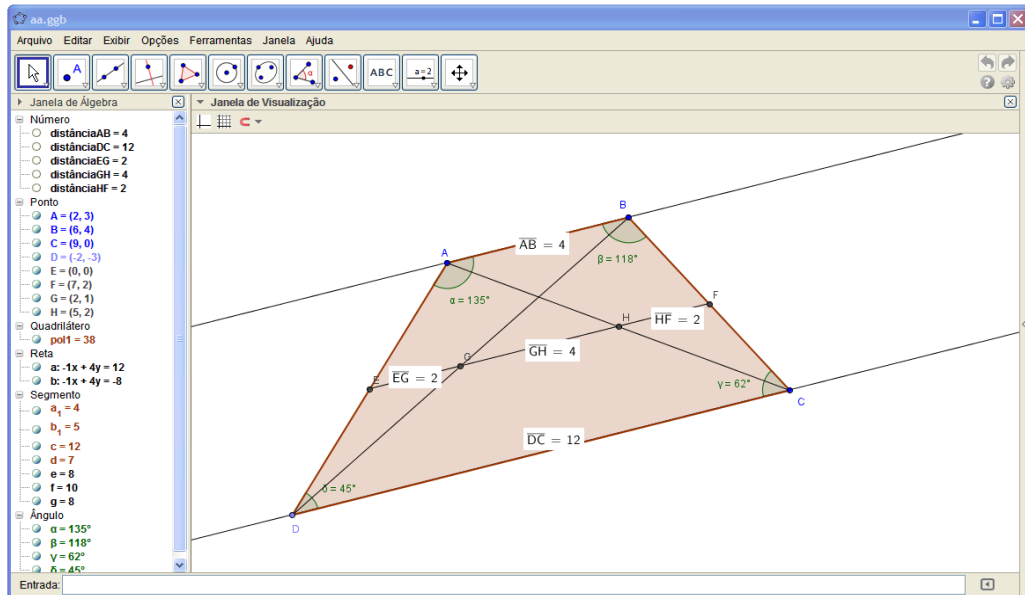 aa.ggb
Arquivo Editar Exibir Opções Ferramentas Janela Ajuda
A
α
ABC
a=2
Janela de Álgebra
Número
distânciaAB = 4
distânciaDC = 12
distânciaEG = 2
distânciaGH = 4
distânciaHF = 2
Ponto
A = (2, 3)
B = (6, 4)
C = (9, 0)
D = (-2, -3)
E = (0, 0)
F = (7, 2)
G = (2, 1)
H = (5, 2)
Quadrilátero
pol1 = 38
Reta
a: -1x + 4y = 12
b: -1x + 4y = -8
Segmento
a₁ = 4
b₁ = 5
c = 12
d = 7
e = 8
f = 10
g = 8
Ângulo
α = 135°
β = 118°
γ = 62°
δ = 45°
Janela de Visualização
B
AB = 4
A
β = 118°
α = 135°
F
H
HF = 2
GH = 4
G
E
EG = 2
γ = 62°
C
DC = 12
δ = 45°
D
Entrada: